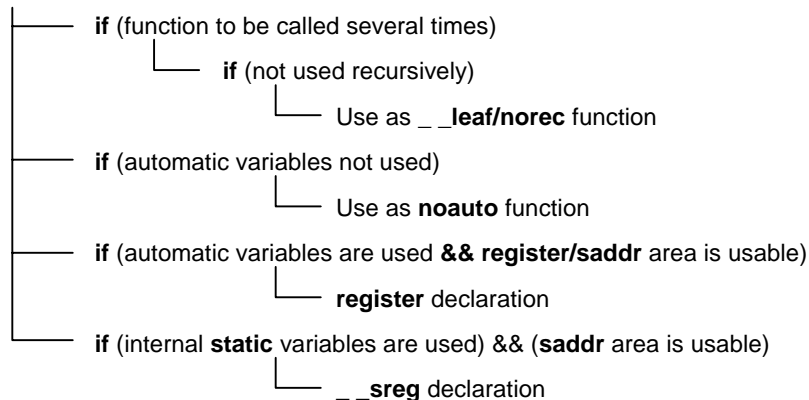 if (function to be called several times)
if (not used recursively)
Use as _ _leaf/norec function
if (automatic variables not used)
Use as noauto function
if (automatic variables are used && register/saddr area is usable)
register declaration
if (internal static variables are used) && (saddr area is usable)
_ _sreg declaration